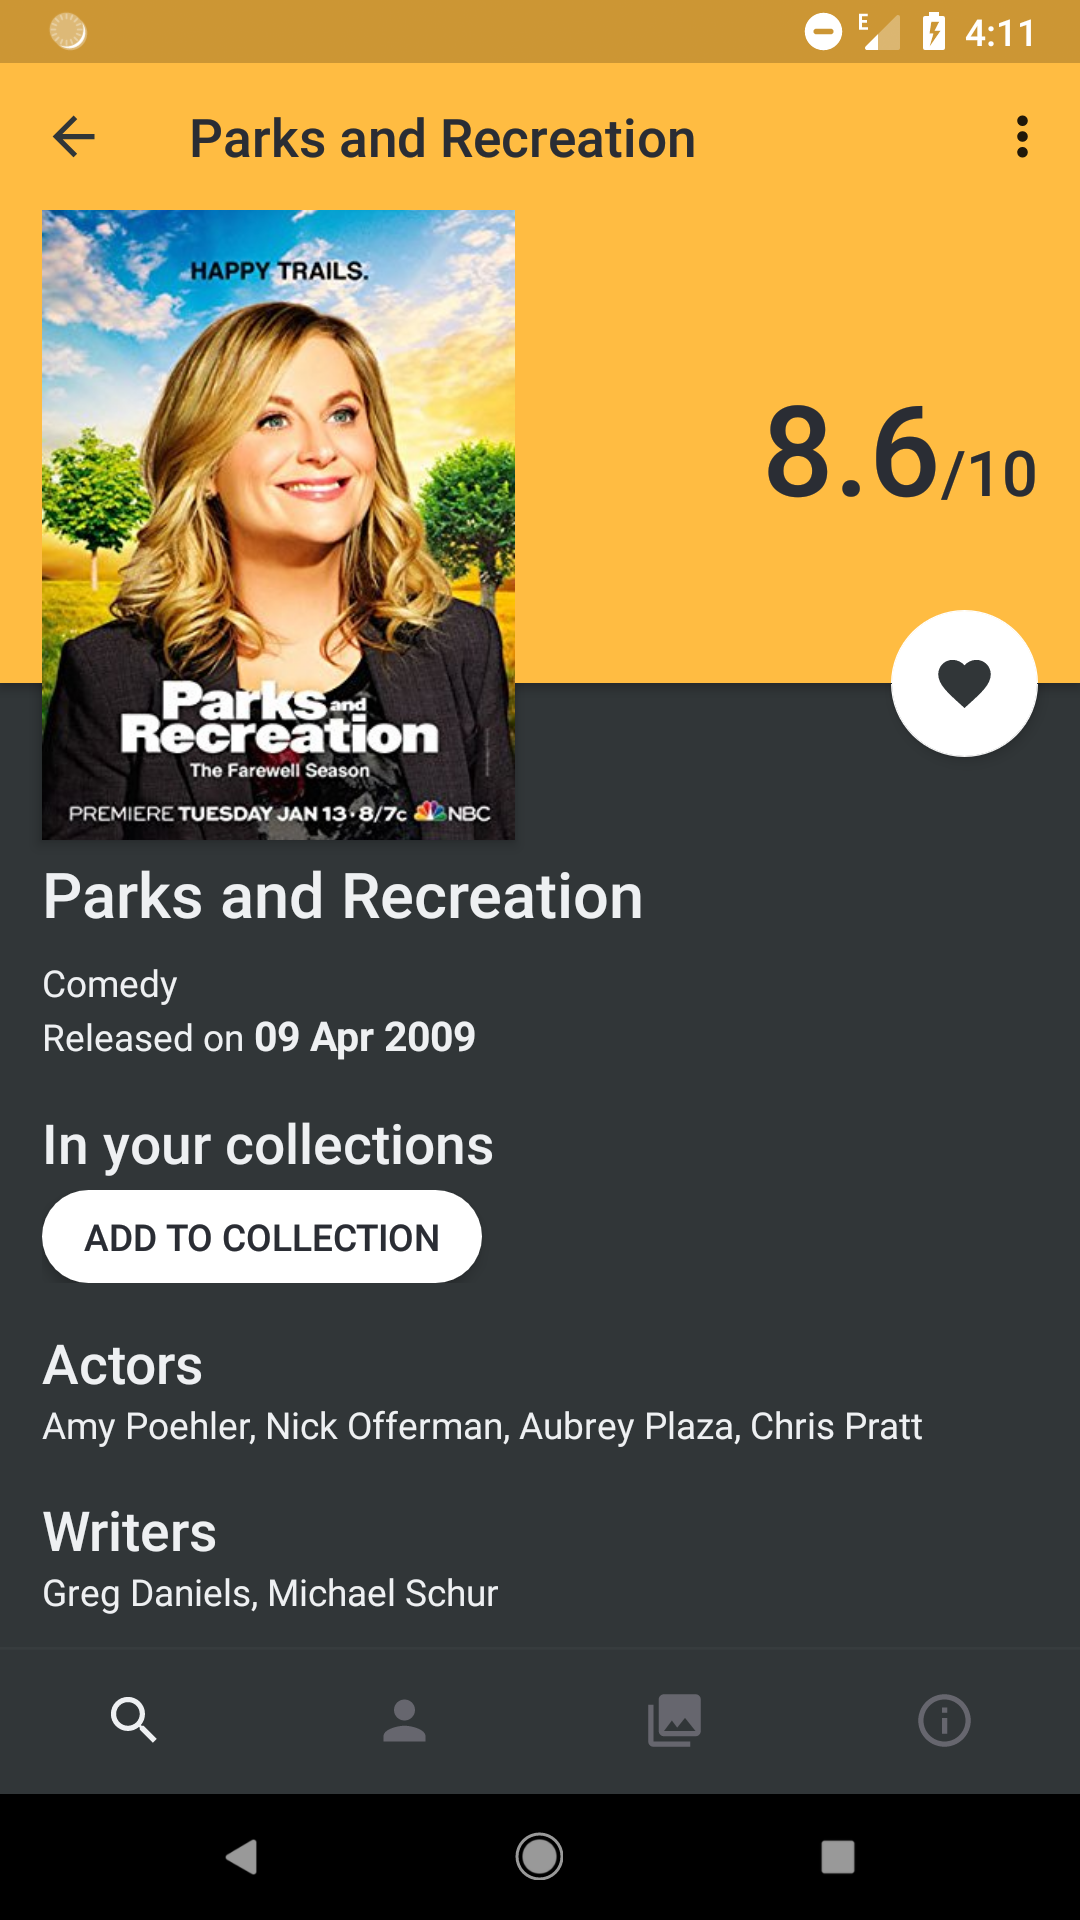 E 4:11
Parks and Recreation
HAPPY TRAILS.
8.6/10
Parks and
Recreation
The Farewell Season
PREMIERE TUESDAY JAN 13 • 8/7c NBC
Parks and Recreation
Comedy
Released on 09 Apr 2009
In your collections
ADD TO COLLECTION
Actors
Amy Poehler, Nick Offerman, Aubrey Plaza, Chris Pratt
Writers
Greg Daniels, Michael Schur